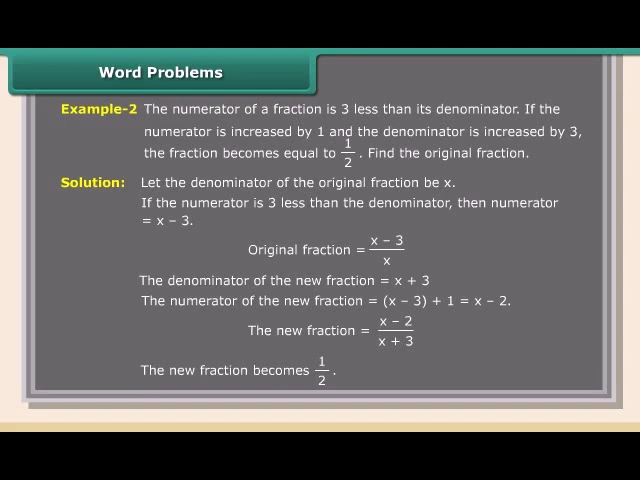 Word Problems
Example-2 The numerator of a fraction is 3 less than its denominator. If the
numerator is increased by 1 and the denominator is increased by 3,
the fraction becomes equal to 1/2 . Find the original fraction.
Solution: Let the denominator of the original fraction be x.
If the numerator is 3 less than the denominator, then numerator
= x – 3.
Original fraction = x – 3 / x
The denominator of the new fraction = x + 3
The numerator of the new fraction = (x – 3) + 1 = x – 2.
The new fraction = x – 2 / x + 3
The new fraction becomes 1/2 .